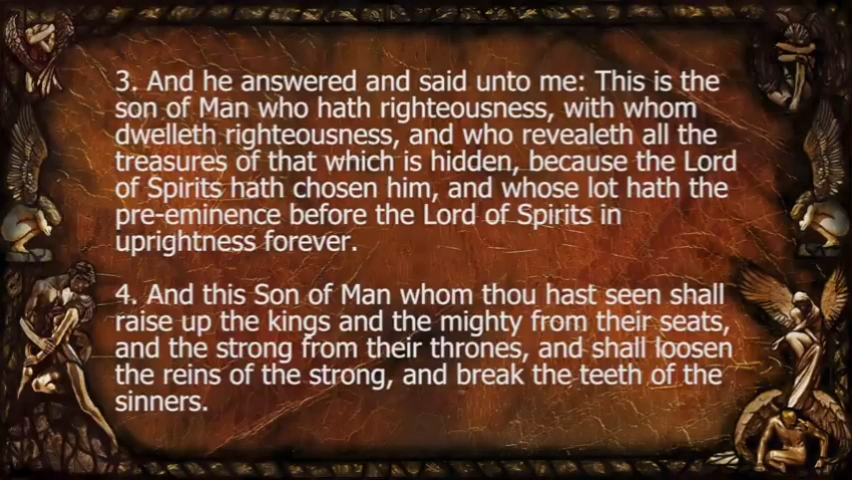 3. And he answered and said unto me: This is the
son of Man who hath righteousness, with whom
dwelleth righteousness, and who revealeth all the
treasures of that which is hidden, because the Lord
of Spirits hath chosen him, and whose lot hath the
pre-eminence before the Lord of Spirits in
uprightness forever.
4. And this Son of Man whom thou hast seen shall
raise up the kings and the mighty from their seats,
and the strong from their thrones, and shall loosen
the reins of the strong, and break the teeth of the
sinners.